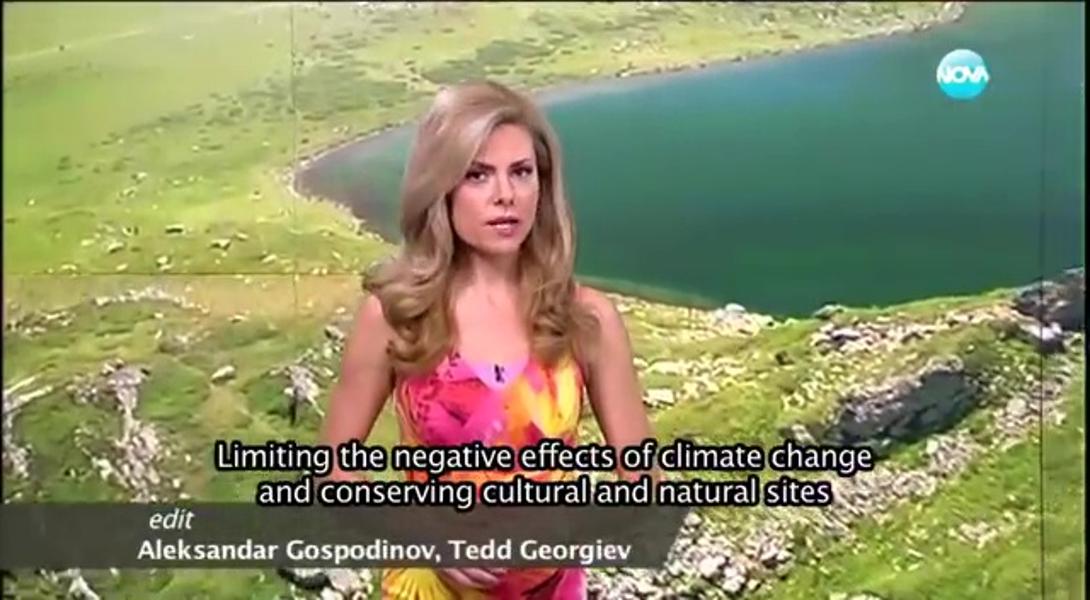 NOVA
Limiting the negative effects of climate change
and conserving cultural and natural sites
edit
Aleksandar Gospodinov, Tedd Georgiev